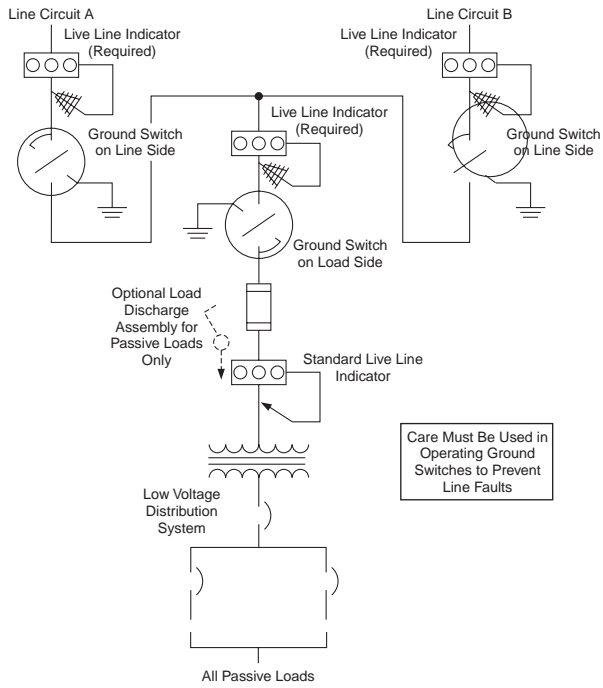 Line Circuit A
Line Circuit B
Live Line Indicator
(Required)
Live Line Indicator
(Required)
Live Line Indicator
(Required)
Ground Switch
on Line Side
Ground Switch
on Line Side
Ground Switch
on Load Side
Optional Load
Discharge
Assembly for
Passive Loads
Only
Standard Live Line
Indicator
Care Must Be Used in
Operating Ground
Switches to Prevent
Line Faults
Low Voltage
Distribution
System
All Passive Loads